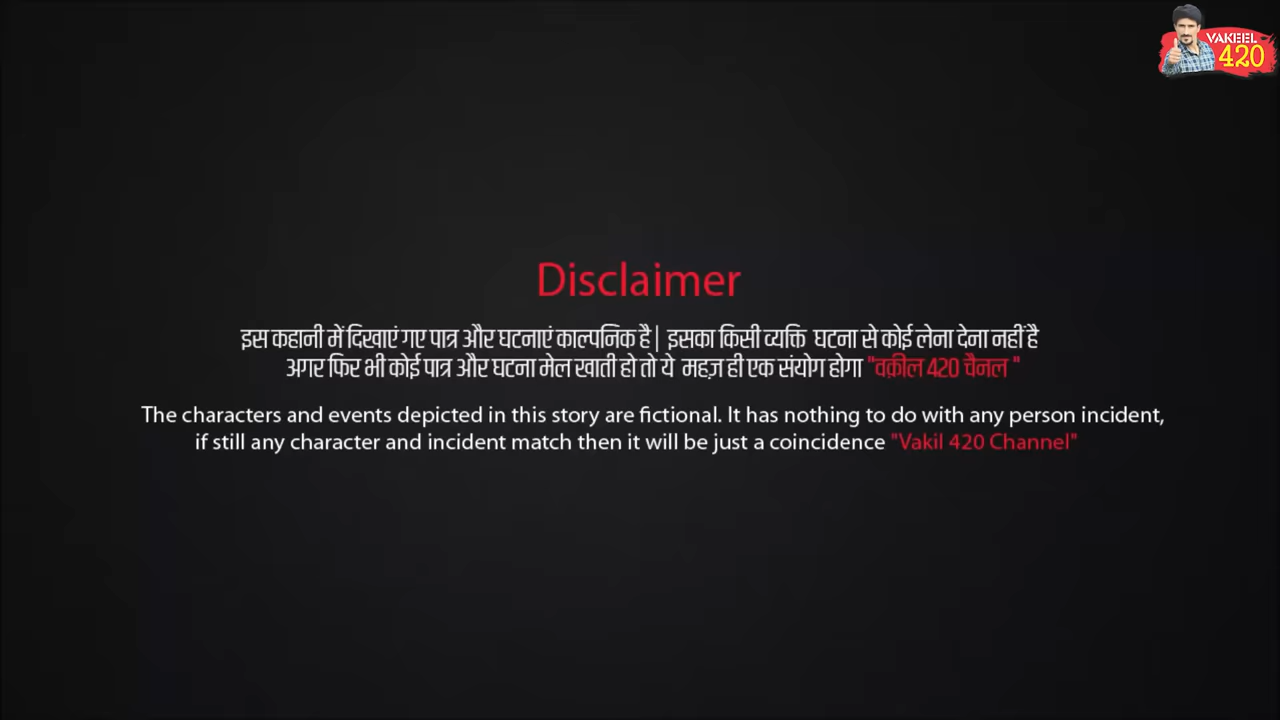 VAKEEL
420
Disclaimer
इस कहानी में दिखाएं गए पात्र और घटनाएं काल्पनिक है| इसका किसी व्यक्ति घटना से कोई लेना देना नहीं है
अगर फिर भी कोई पात्र और घटना मेल खाती हो तो ये महज़ ही एक संयोग होगा "वक़ील 420 चैनल "
The characters and events depicted in this story are fictional. It has nothing to do with any person incident,
if still any character and incident match then it will be just a coincidence "Vakil 420 Channel"